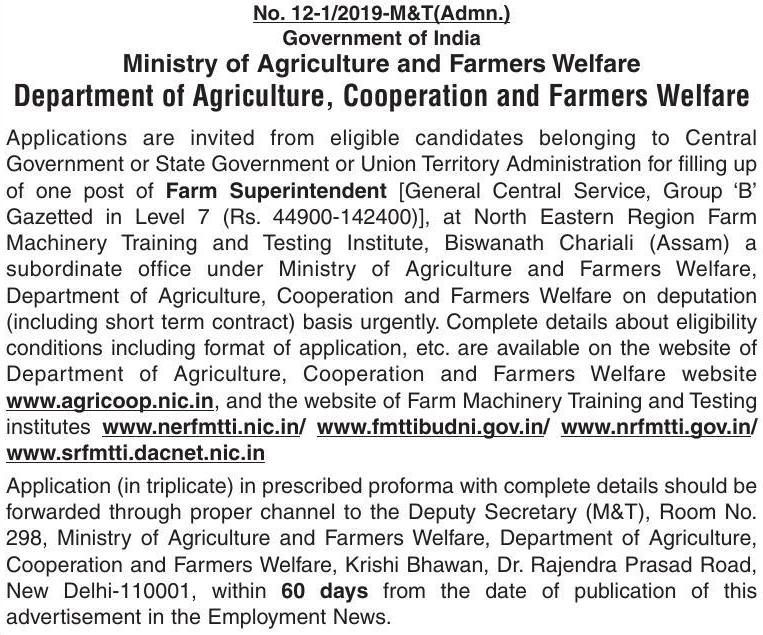 No. 12-1/2019-M&T(Admn.)
Government of India
Ministry of Agriculture and Farmers Welfare
Department of Agriculture, Cooperation and Farmers Welfare
Applications are invited from eligible candidates belonging to Central
Government or State Government or Union Territory Administration for filling up
of one post of Farm Superintendent [General Central Service, Group ‘B’
Gazetted in Level 7 (Rs. 44900-142400)], at North Eastern Region Farm
Machinery Training and Testing Institute, Biswanath Chariali (Assam) a
subordinate office under Ministry of Agriculture and Farmers Welfare,
Department of Agriculture, Cooperation and Farmers Welfare on deputation
(including short term contract) basis urgently. Complete details about eligibility
conditions including format of application, etc. are available on the website of
Department of Agriculture, Cooperation and Farmers Welfare website
www.agricoop.nic.in, and the website of Farm Machinery Training and Testing
institutes www.nerfmtti.nic.in/ www.fmttibudni.gov.in/ www.nrfmtti.gov.in/
www.srfmtti.dacnet.nic.in
Application (in triplicate) in prescribed proforma with complete details should be
forwarded through proper channel to the Deputy Secretary (M&T), Room No.
298, Ministry of Agriculture and Farmers Welfare, Department of Agriculture,
Cooperation and Farmers Welfare, Krishi Bhawan, Dr. Rajendra Prasad Road,
New Delhi-110001, within 60 days from the date of publication of this
advertisement in the Employment News.